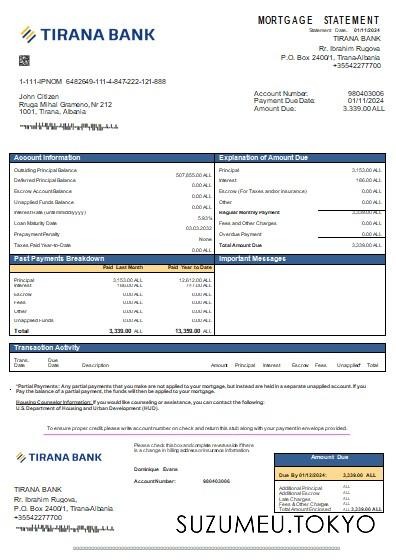 MORTGAGE STATEMENT
Statement Date: 01/11/2024
TIRANA BANK
TIRANA BANK
Rr. Ibrahim Rugova
P.O. Box 2400/1, Tirana-Albania
+35542277700
1-111-IPNOM 6482649-111-4-847-222-121-888
John Citizen
Rruga Mihal Grameno, Nr 212
1001, Tirana, Albania
Account Number: 980403006
Payment Due Date: 01/11/2024
Amount Due: 3.339.00 ALL
Account Information
Outstanding Principal Balance 507,855.00 ALL
Deferred Principal Balance 0.00 ALL
Escrow Account Balance 0.00 ALL
Unapplied Funds Balance 0.00 ALL
Interest Rate 5.93%
Loan Maturity Date 03.03.2032
Prepayment Penalty None
Taxes Paid Year-to-Date 0.00 ALL
Explanation of Amount Due
Principal 3,153.00 ALL
Interest 186.00 ALL
Escrow (For Taxes and/or insurance) 0.00 ALL
Other 0.00 ALL
Regular Monthly Payment 3,339.00 ALL
Fees and Other Charges 0.00 ALL
Overdue Payment 0.00 ALL
Total Amount Due 3,339.00 ALL
Past Payments Breakdown
Paid Last Month Paid Year to Date
Principal 3,153.00 ALL 12,612.00 ALL
Interest 186.00 ALL
Escrow 0.00 ALL 0.00 ALL
Fees 0.00 ALL 0.00 ALL
Other 0.00 ALL 0.00 ALL
Unapplied Funds 0.00 ALL 0.00 ALL
Total 3,339.00 ALL 13,359.00 ALL
Important Messages
Transaction Activity
Trans. Date Due Date Description Amount Principal Interest Escrow Fees Unapplied* Total
*Partial Payments: Any partial payments that you make are not applied to your mortgage, but instead are held in a separate unapplied account. If you
Pay the balance of a partial payment, the funds will then be applied to your mortgage.
Housing Counselor Information: If you would like counseling or assistance, you can contact the following:
U.S. Department of Housing and Urban Development (HUD).
To ensure proper credit please write account number on check and return this stub along with your payment in the envelope provided.
TIRANA BANK
Please check this box and complete reverse side if there
is a change in billing address or insurance information.
Dominique Evans
Account Number: 980403006
TIRANA BANK
Rr. Ibrahim Rugova,
P.O. Box 2400/1, Tirana-Albania
+35542277700
Amount Due
Due By 01/12/2024: 3,339.00 ALL
Additional Principal ALL
Additional Escrow ALL
Late Charges ALL
Other Fees ALL
Total Amount Enclosed ALL 3,339.00 ALL
SUZUMEU.TOKYO